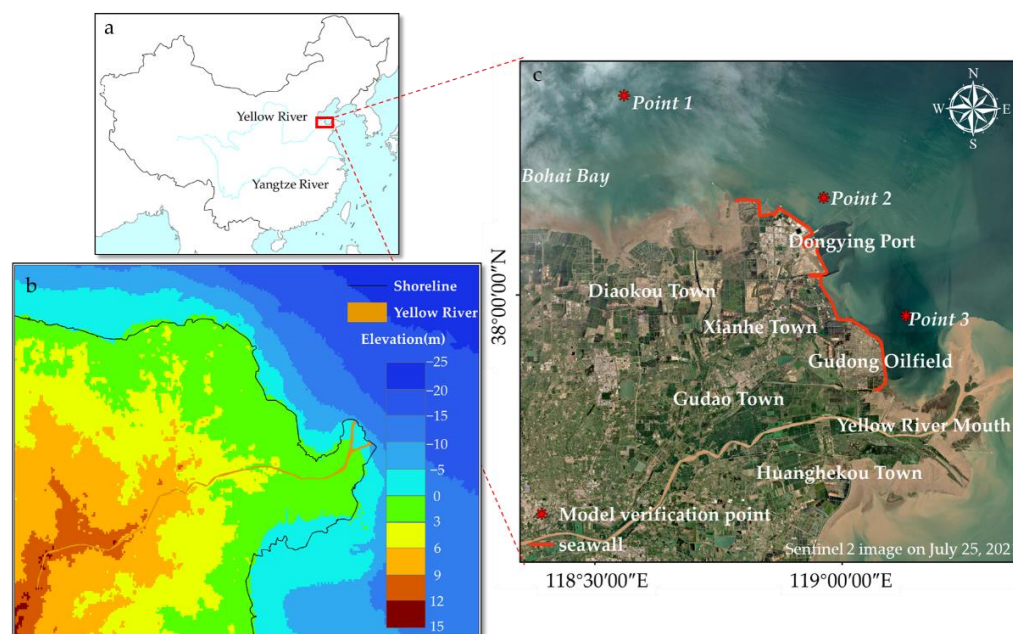 a
Yellow River
Yangtze River
b
Shoreline
Yellow River
Elevation(m)
−25
−20
−15
−10
−5
0
3
6
9
12
15
c
Point 1
N
W E
S
Bohai Bay
Point 2
Dongying Port
Diaokou Town
Point 3
Xianhe Town
Gudong Oilfield
Gudao Town
Yellow River Mouth
Huanghekou Town
Model verification point
seawall
Sentinel 2 image on July 25, 202
38°00′00″N
118°30′00″E
119°00′00″E